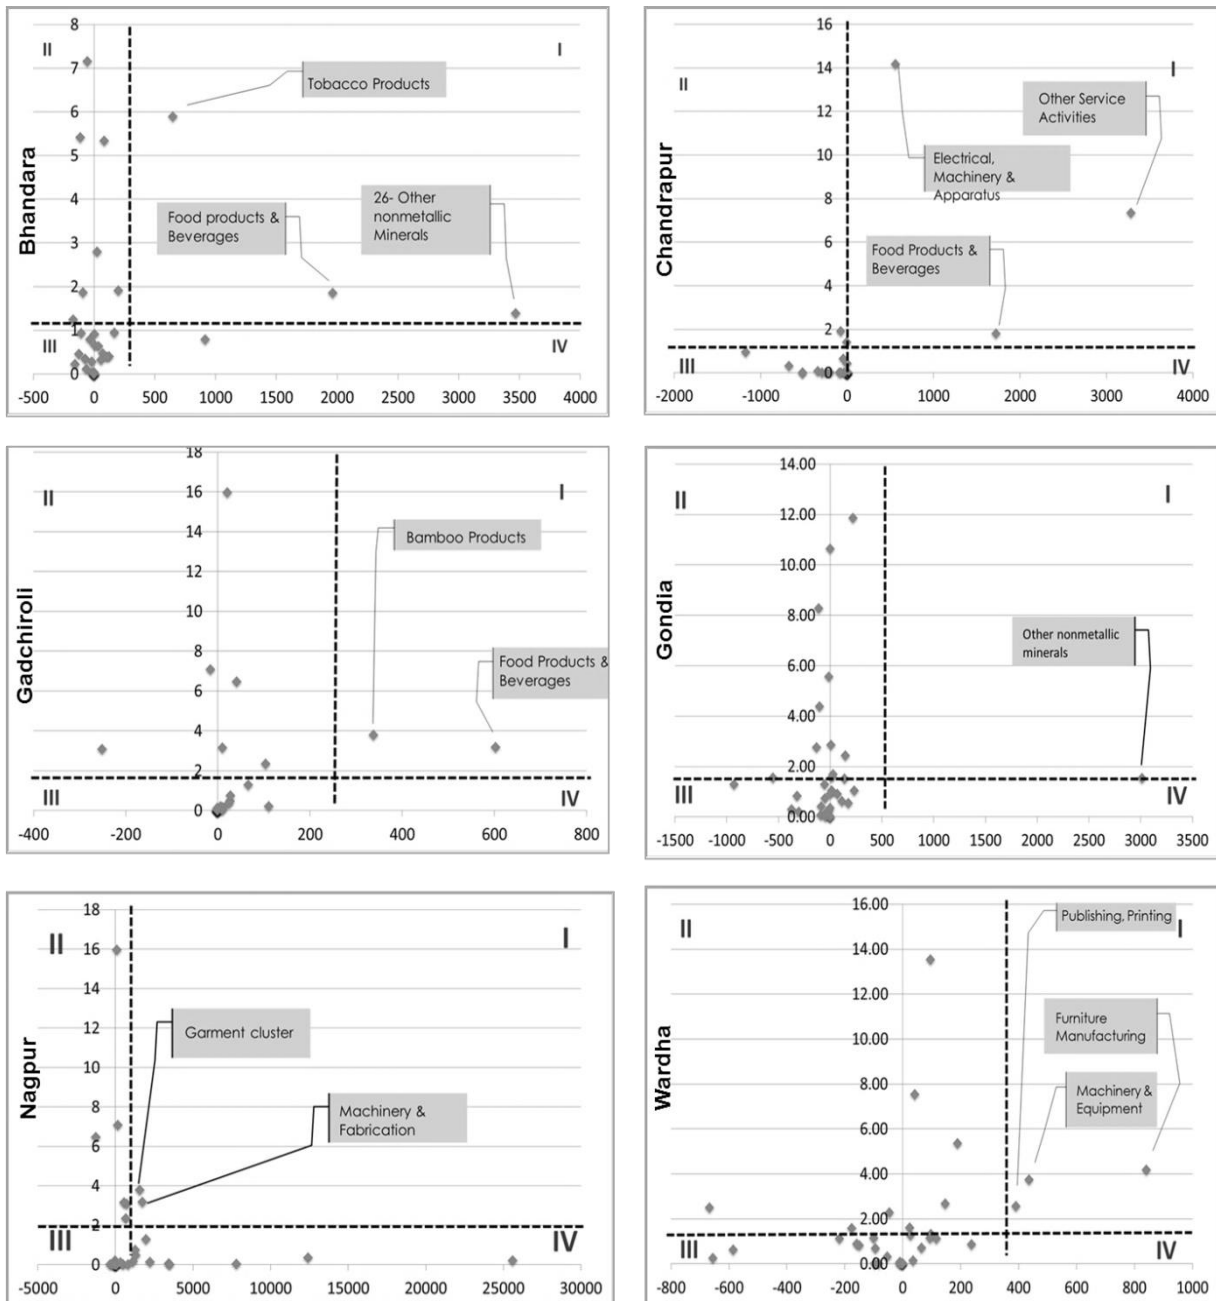 Bhandara
8
7
6
5
4
3
2
1
0
II
I
III
IV
Tobacco Products
Food products &
Beverages
26- Other
nonmetallic
Minerals
-500 0 500 1000 1500 2000 2500 3000 3500 4000
Chandrapur
16
14
12
10
8
6
4
2
0
II
I
III
IV
Other Service
Activities
Electrical,
Machinery &
Apparatus
Food Products &
Beverages
-2000 -1000 0 1000 2000 3000 4000
Gadchiroli
18
16
14
12
10
8
6
4
2
0
II
I
III
IV
Bamboo Products
Food Products &
Beverages
-400 -200 0 200 400 600 800
Gondia
14.00
12.00
10.00
8.00
6.00
4.00
2.00
0.00
II
I
III
IV
Other nonmetallic
minerals
-1500 -1000 -500 0 500 1000 1500 2000 2500 3000 3500
Nagpur
18
16
14
12
10
8
6
4
2
0
II
I
III
IV
Garment cluster
Machinery &
Fabrication
-10000 -5000 0 5000 10000 15000 20000 25000 30000
Wardha
16.00
14.00
12.00
10.00
8.00
6.00
4.00
2.00
0.00
II
I
III
IV
Publishing, Printing
Furniture
Manufacturing
Machinery &
Equipment
-800 -600 -400 -200 0 200 400 600 800 1000